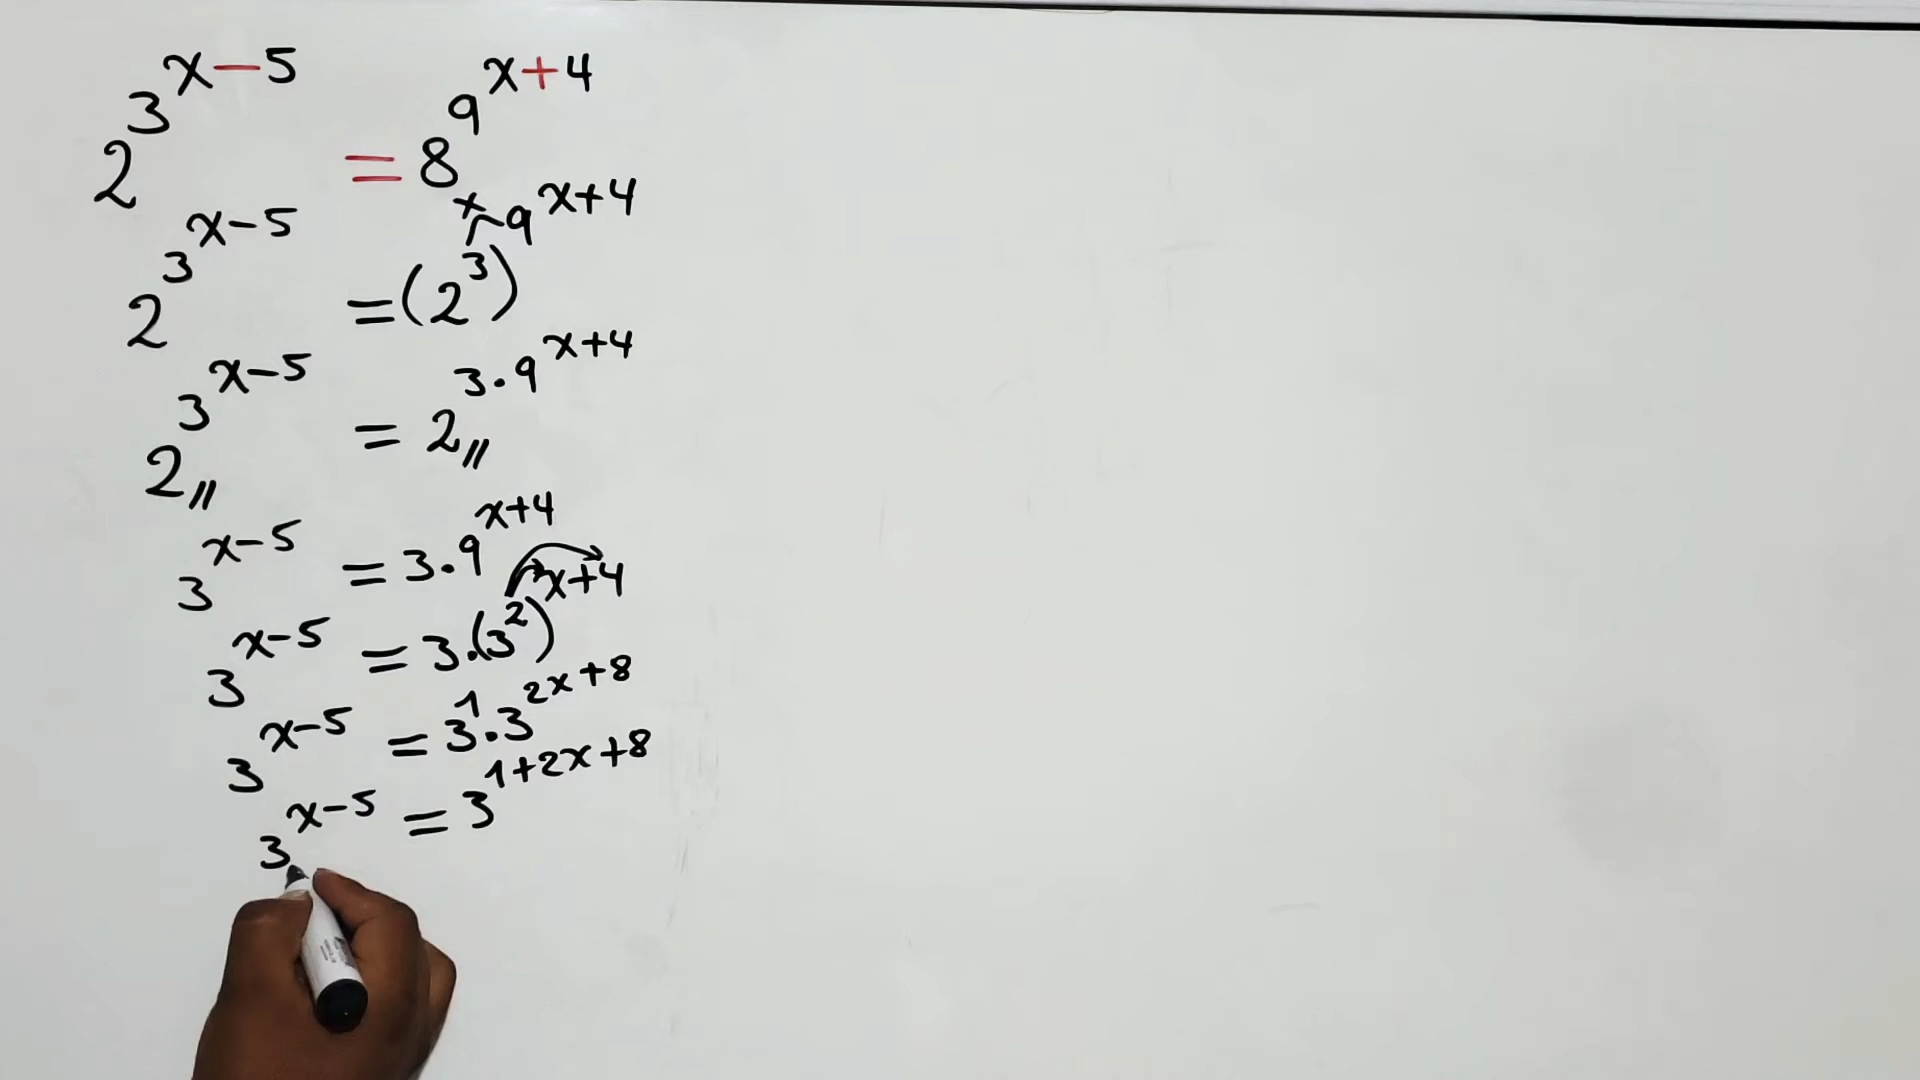 2^3^x-5 = 8^9^x+4
2^3^x-5 = (2^3)^9^x+4
2^3^x-5 = 2^3·9^x+4
3^x-5 = 3·9^x+4
3^x-5 = 3·(3^2)^x+4
3^x-5 = 3^1·3^2x+8
3^x-5 = 3^1+2x+8